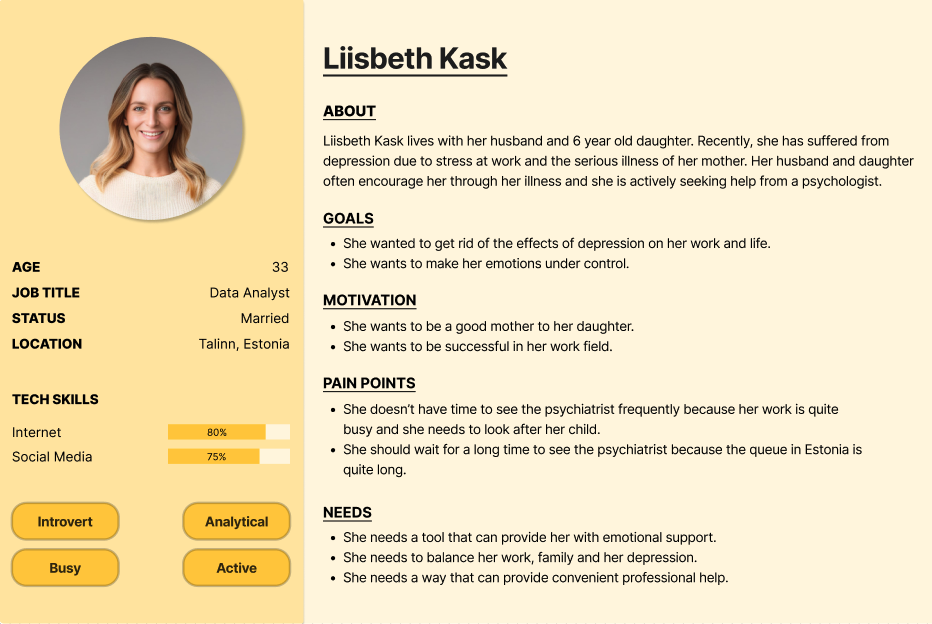 Liisbeth Kask
ABOUT
Liisbeth Kask lives with her husband and 6 year old daughter. Recently, she has suffered from
depression due to stress at work and the serious illness of her mother. Her husband and daughter
often encourage her through her illness and she is actively seeking help from a psychologist.
GOALS
• She wanted to get rid of the effects of depression on her work and life.
• She wants to make her emotions under control.
MOTIVATION
• She wants to be a good mother to her daughter.
• She wants to be successful in her work field.
PAIN POINTS
• She doesn't have time to see the psychiatrist frequently because her work is quite
busy and she needs to look after her child.
• She should wait for a long time to see the psychiatrist because the queue in Estonia is
quite long.
NEEDS
• She needs a tool that can provide her with emotional support.
• She needs to balance her work, family and her depression.
• She needs a way that can provide convenient professional help.
AGE 33
JOB TITLE Data Analyst
STATUS Married
LOCATION Talinn, Estonia
TECH SKILLS
Internet 80%
Social Media 75%
Introvert Analytical
Busy Active